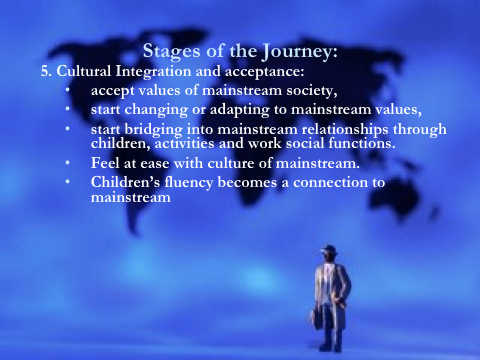 Stages of the Journey:
5. Cultural Integration and acceptance:
• accept values of mainstream society,
• start changing or adapting to mainstream values,
• start bridging into mainstream relationships through
children, activities and work social functions.
• Feel at ease with culture of mainstream.
• Children's fluency becomes a connection to
mainstream